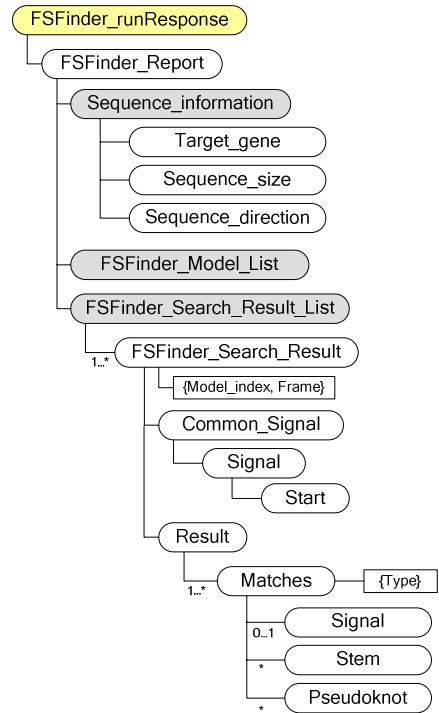 FSFinder_runResponse
FSFinder_Report
Sequence_information
Target_gene
Sequence_size
Sequence_direction
FSFinder_Model_List
FSFinder_Search_Result_List
1...*
FSFinder_Search_Result
{Model_index, Frame}
Common_Signal
Signal
Start
Result
1...*
Matches
{Type}
0...1
Signal
*
Stem
*
Pseudoknot